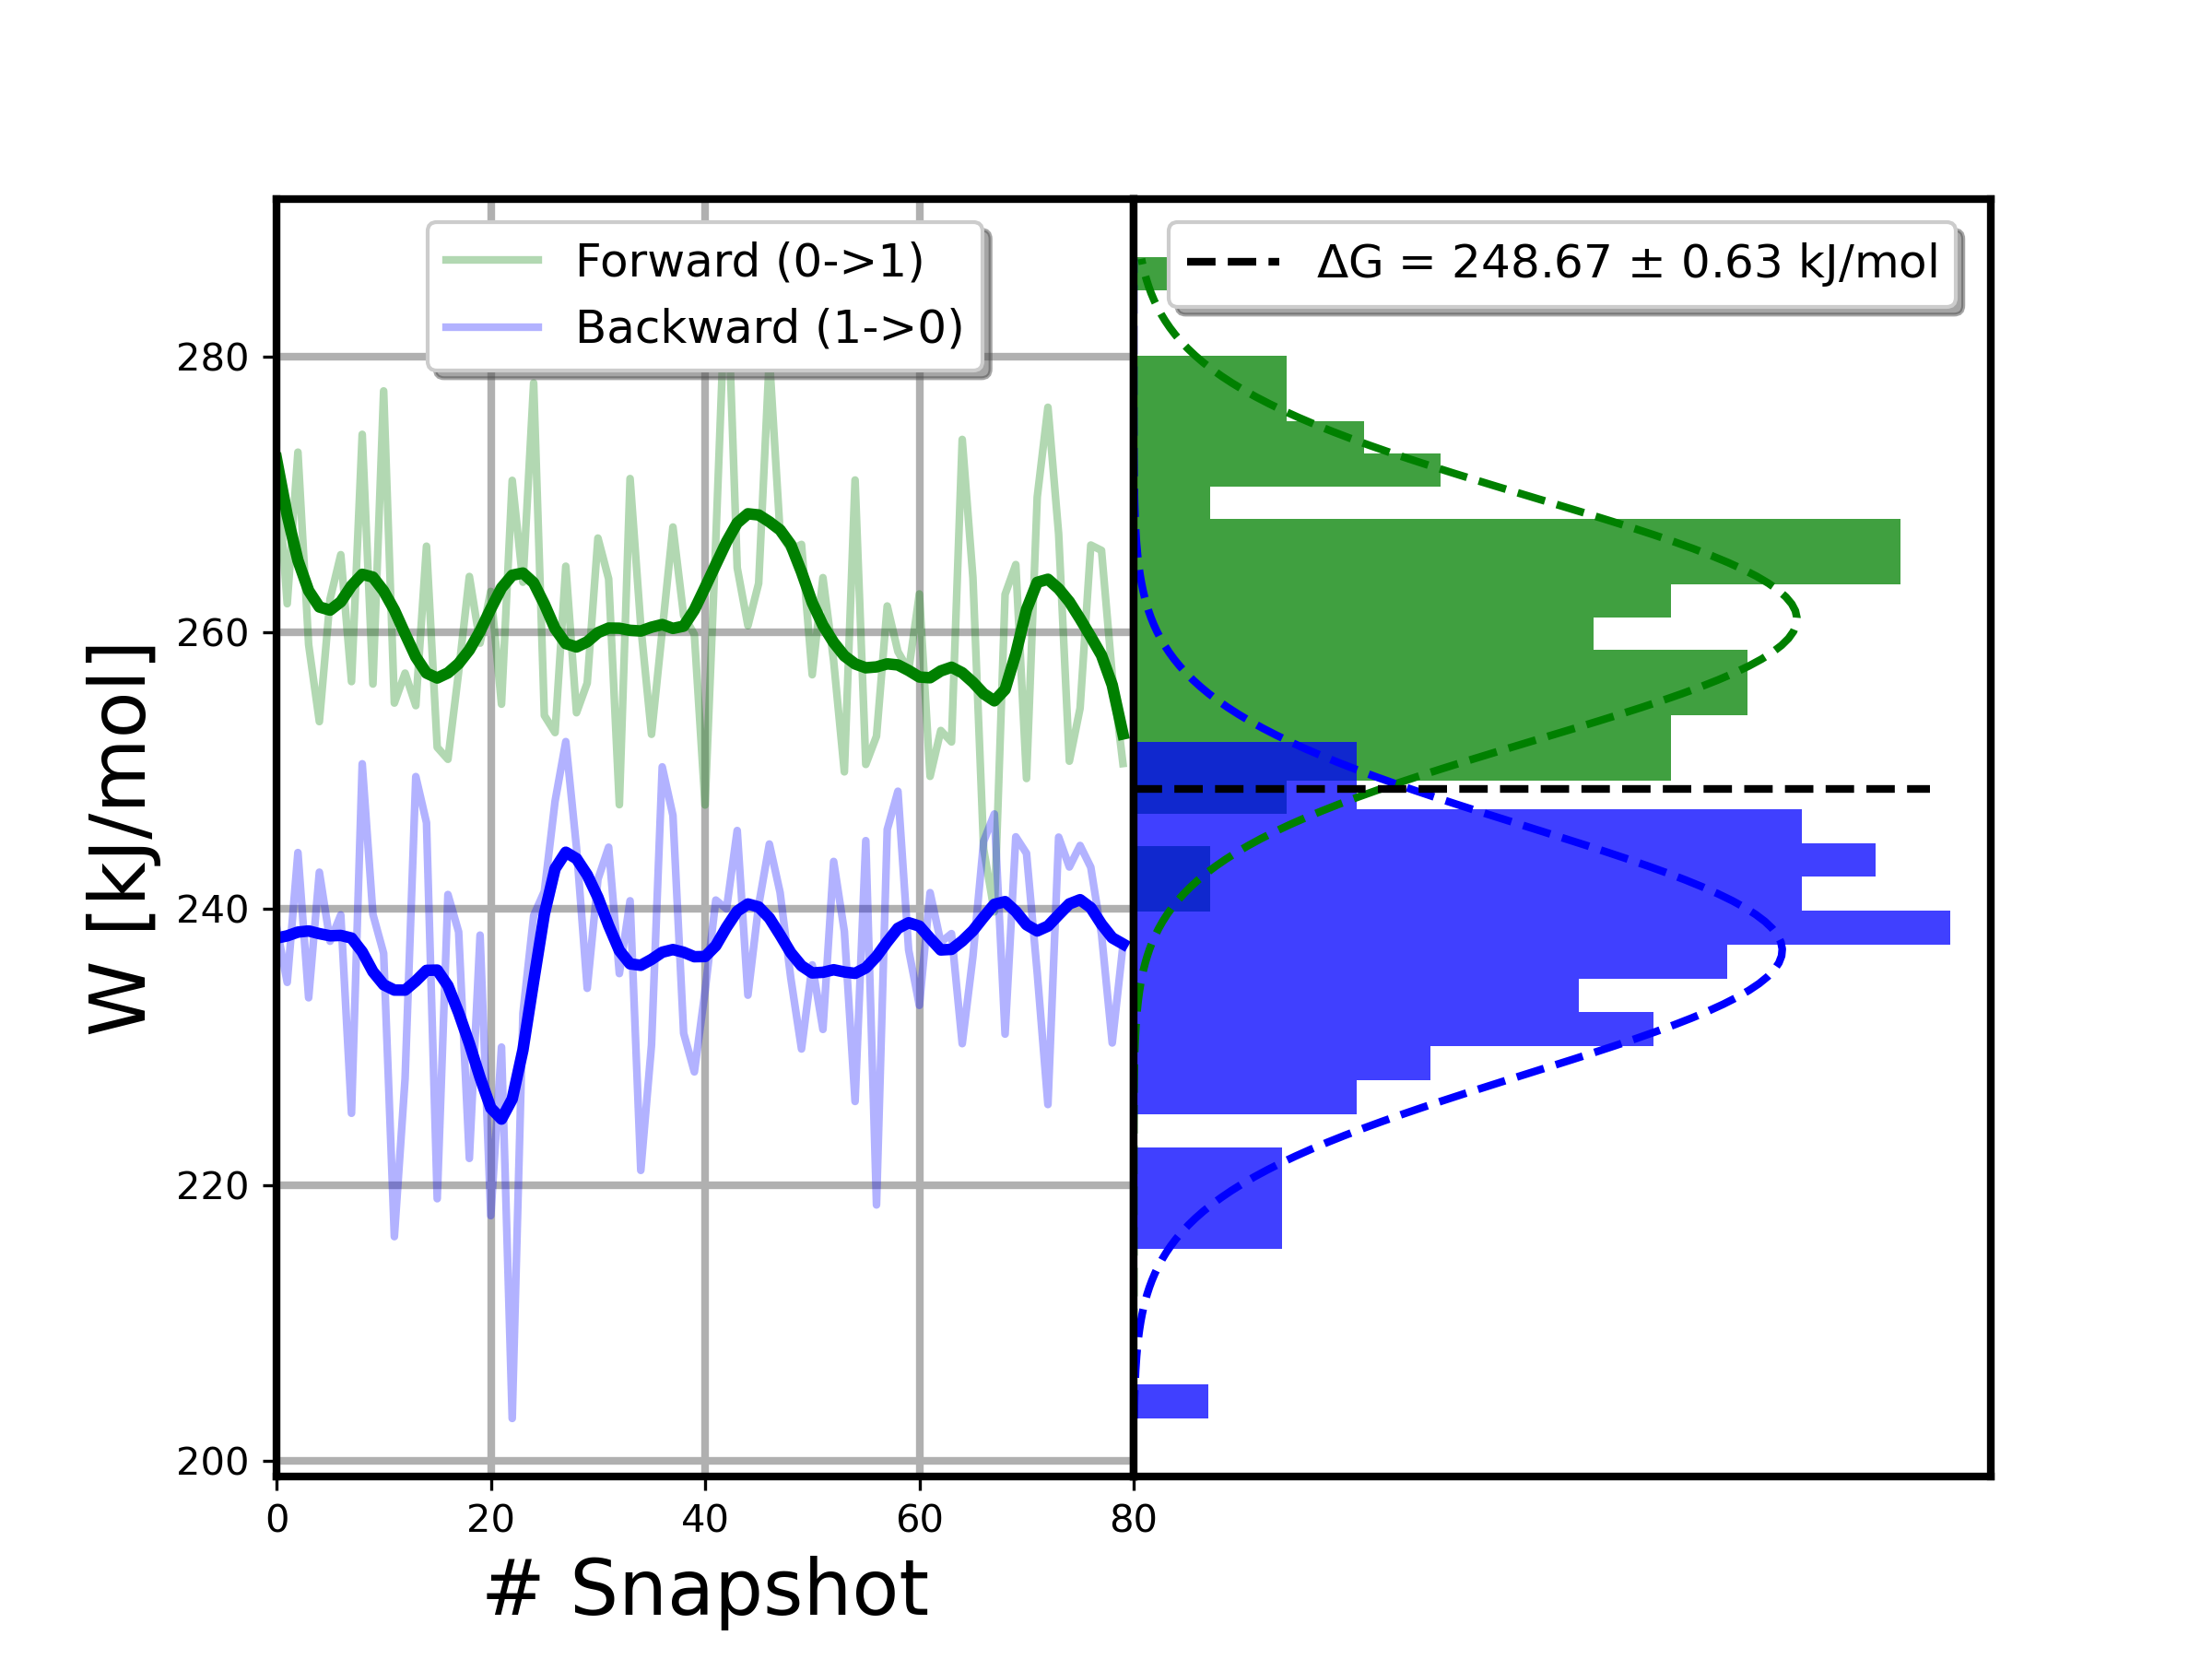 Forward (0->1)
Backward (1->0)
ΔG = 248.67 ± 0.63 kJ/mol
W [kJ/mol]
280
260
240
220
200
0 20 40 60 80
# Snapshot